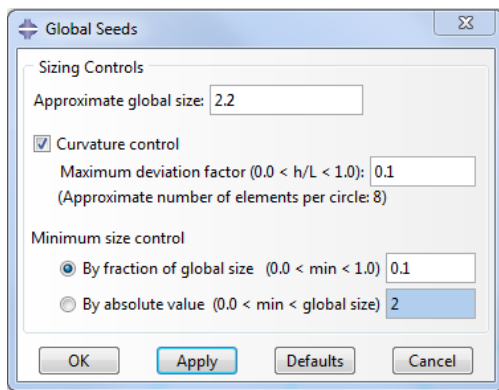 Global Seeds
Sizing Controls
Approximate global size: 2.2
Curvature control
Maximum deviation factor (0.0 < h/L < 1.0): 0.1
(Approximate number of elements per circle: 8)
Minimum size control
By fraction of global size (0.0 < min < 1.0) 0.1
By absolute value (0.0 < min < global size) 2
OK Apply Defaults Cancel